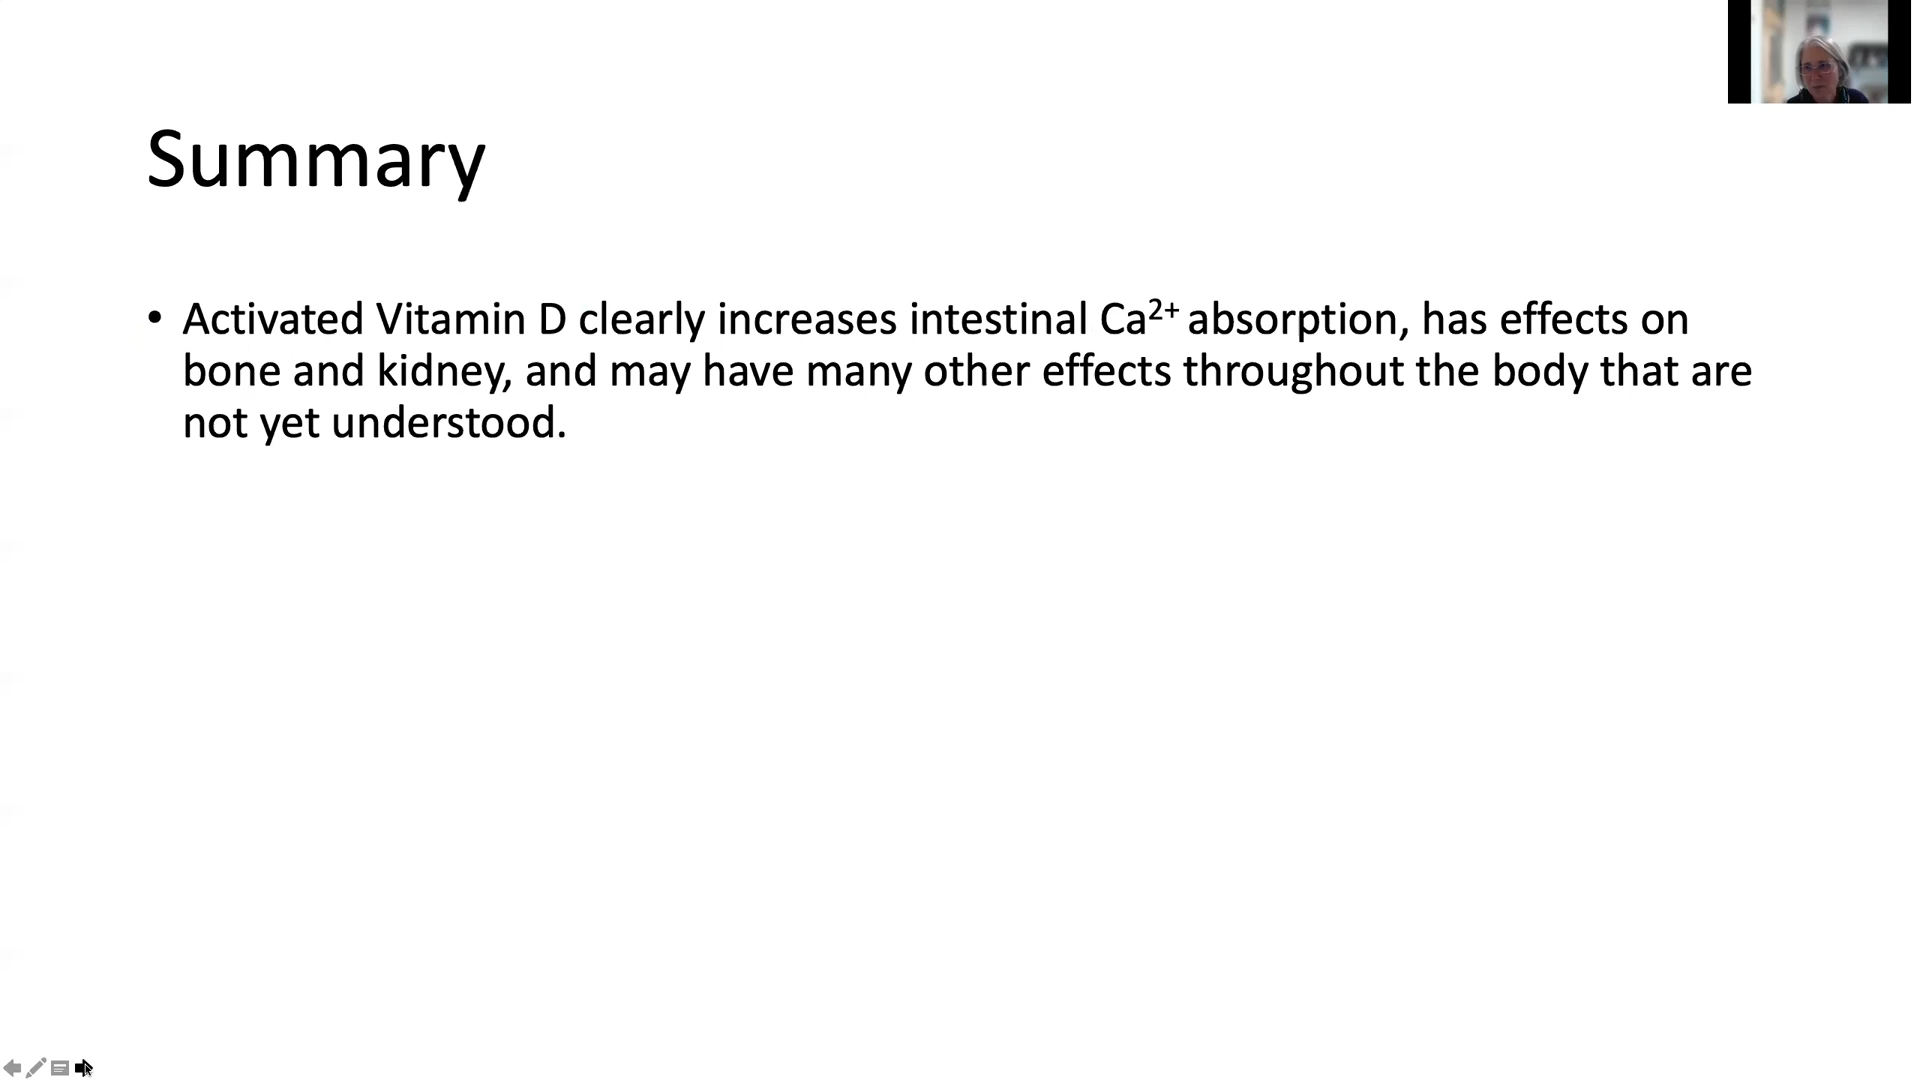 Summary
• Activated Vitamin D clearly increases intestinal Ca²⁺ absorption, has effects on
bone and kidney, and may have many other effects throughout the body that are
not yet understood.